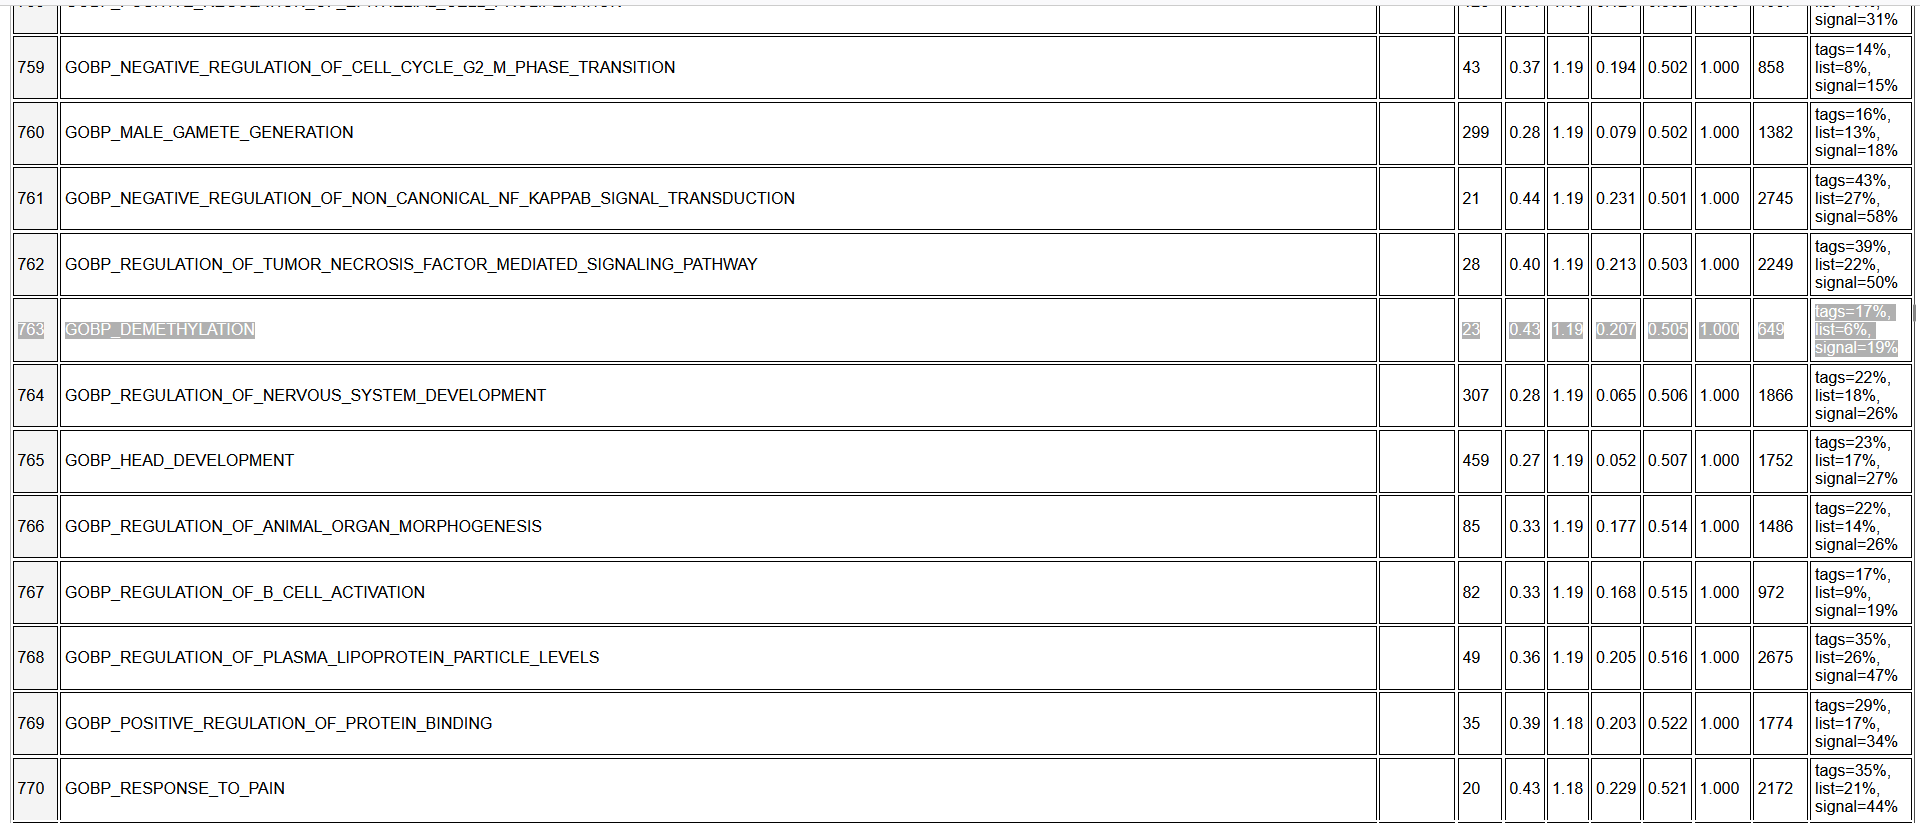 signal=31%
759 GOBP_NEGATIVE_REGULATION_OF_CELL_CYCLE_G2_M_PHASE_TRANSITION 43 0.37 1.19 0.194 0.502 1.000 858 tags=14%,
list=8%,
signal=15%
760 GOBP_MALE_GAMETE_GENERATION 299 0.28 1.19 0.079 0.502 1.000 1382 tags=16%,
list=13%,
signal=18%
761 GOBP_NEGATIVE_REGULATION_OF_NON_CANONICAL_NF_KAPPAB_SIGNAL_TRANSDUCTION 21 0.44 1.19 0.231 0.501 1.000 2745 tags=43%,
list=27%,
signal=58%
762 GOBP_REGULATION_OF_TUMOR_NECROSIS_FACTOR_MEDIATED_SIGNALING_PATHWAY 28 0.40 1.19 0.213 0.503 1.000 2249 tags=39%,
list=22%,
signal=50%
763 GOBP_DEMETHYLATION 23 0.43 1.19 0.207 0.505 1.000 649 tags=17%,
list=6%,
signal=19%
764 GOBP_REGULATION_OF_NERVOUS_SYSTEM_DEVELOPMENT 307 0.28 1.19 0.065 0.506 1.000 1866 tags=22%,
list=18%,
signal=26%
765 GOBP_HEAD_DEVELOPMENT 459 0.27 1.19 0.052 0.507 1.000 1752 tags=23%,
list=17%,
signal=27%
766 GOBP_REGULATION_OF_ANIMAL_ORGAN_MORPHOGENESIS 85 0.33 1.19 0.177 0.514 1.000 1486 tags=22%,
list=14%,
signal=26%
767 GOBP_REGULATION_OF_B_CELL_ACTIVATION 82 0.33 1.19 0.168 0.515 1.000 972 tags=17%,
list=9%,
signal=19%
768 GOBP_REGULATION_OF_PLASMA_LIPOPROTEIN_PARTICLE_LEVELS 49 0.36 1.19 0.205 0.516 1.000 2675 tags=35%,
list=26%,
signal=47%
769 GOBP_POSITIVE_REGULATION_OF_PROTEIN_BINDING 35 0.39 1.18 0.203 0.522 1.000 1774 tags=29%,
list=17%,
signal=34%
770 GOBP_RESPONSE_TO_PAIN 20 0.43 1.18 0.229 0.521 1.000 2172 tags=35%,
list=21%,
signal=44%